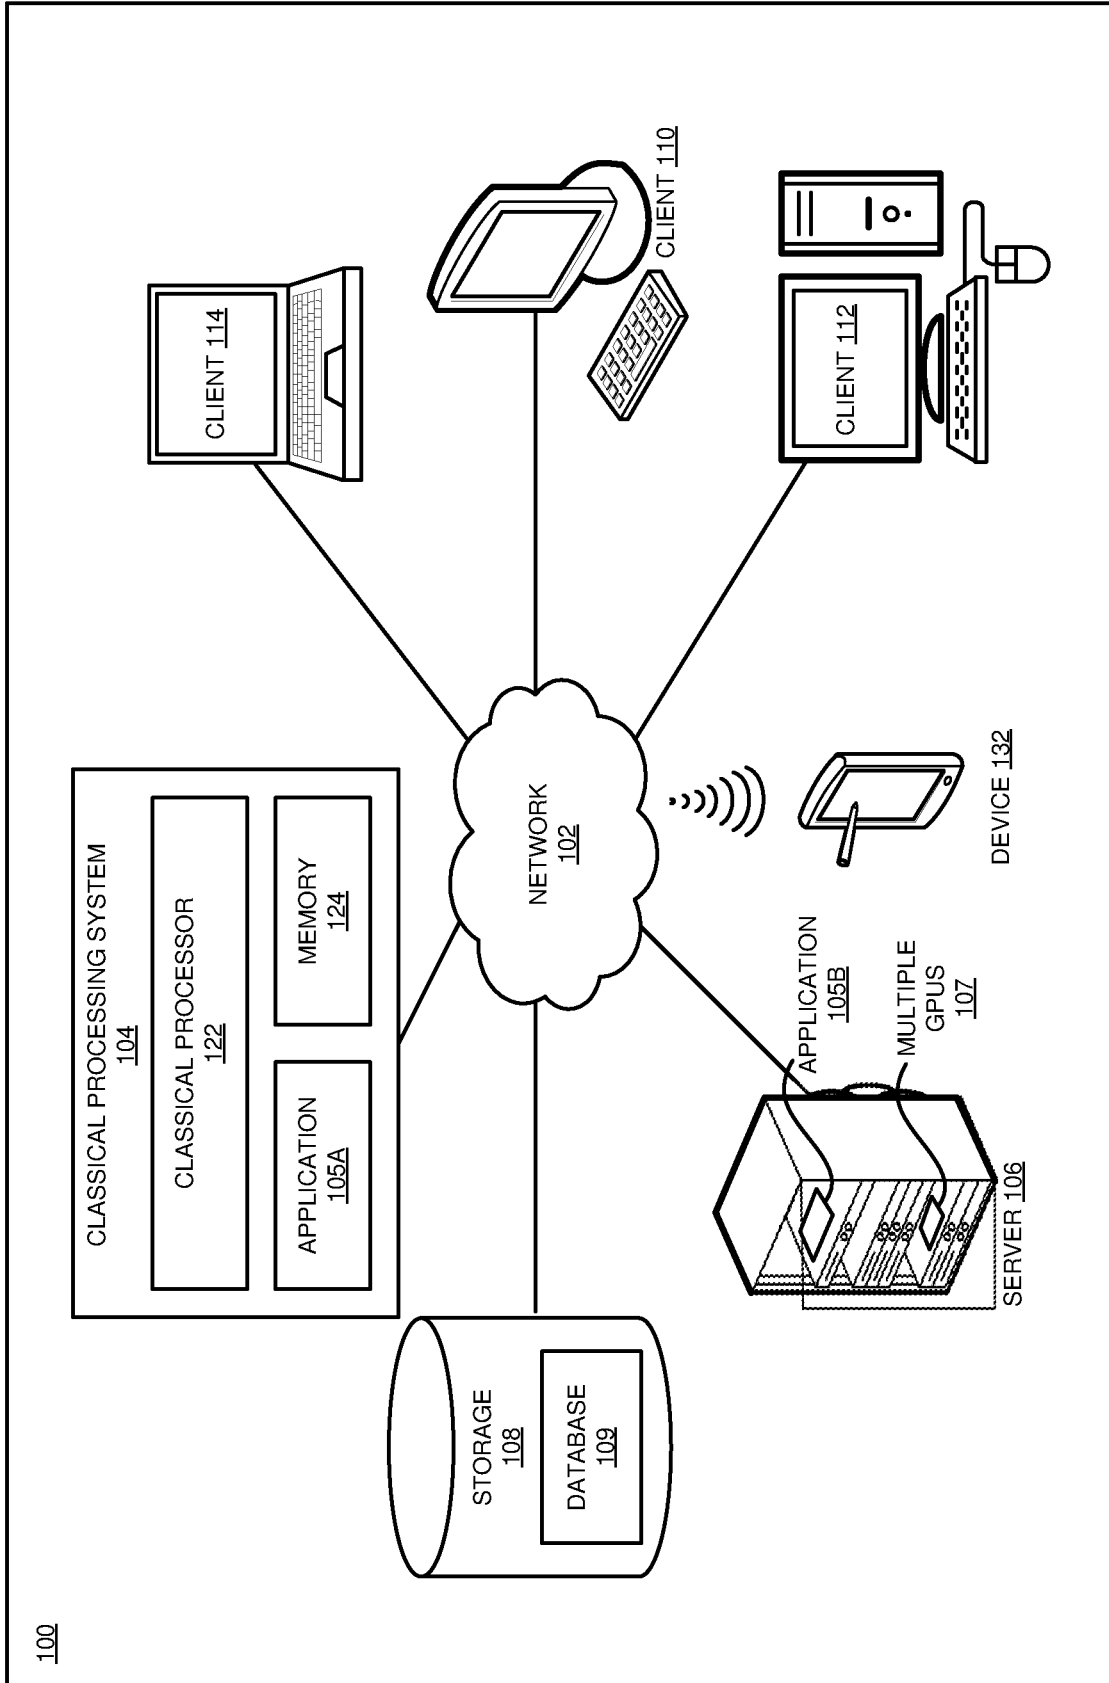 100
CLASSICAL PROCESSING SYSTEM
104
CLASSICAL PROCESSOR
122
APPLICATION
105A
MEMORY
124
CLIENT 114
STORAGE
108
DATABASE
109
NETWORK
102
CLIENT 110
APPLICATION
105B
MULTIPLE
GPUS
107
SERVER 106
DEVICE 132
CLIENT 112